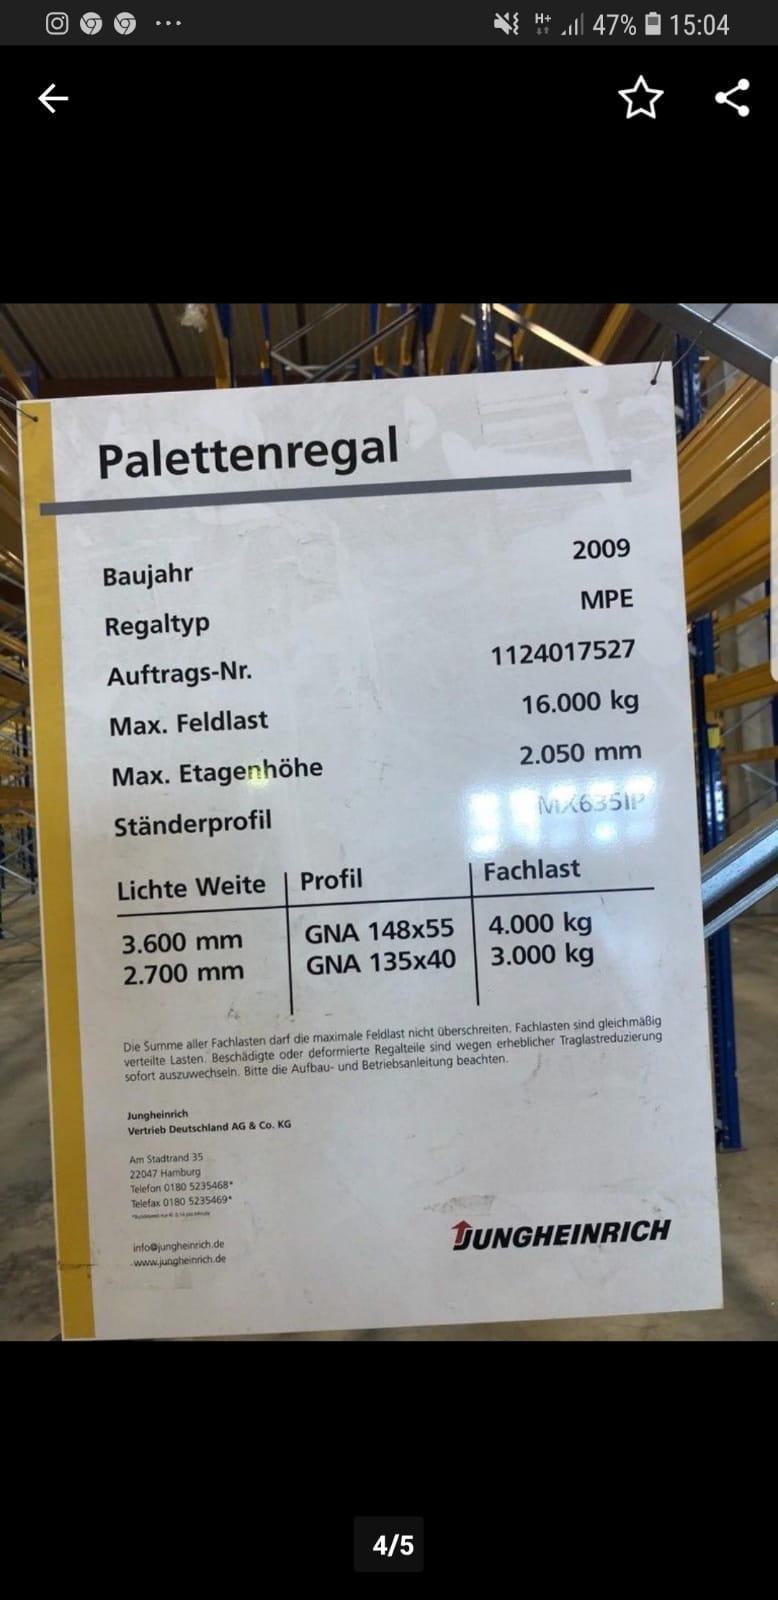 H+ 47% 15:04
Palettenregal
Baujahr 2009
Regaltyp MPE
Auftrags-Nr. 1124017527
Max. Feldlast 16.000 kg
Max. Etagenhöhe 2.050 mm
Ständerprofil MX635IP
Lichte Weite Profil Fachlast
3.600 mm GNA 148x55 4.000 kg
2.700 mm GNA 135x40 3.000 kg
Die Summe aller Fachlasten darf die maximale Feldlast nicht überschreiten. Fachlasten sind gleichmäßig
verteilte Lasten. Beschädigte oder deformierte Regalteile sind wegen erheblicher Traglastreduzierung
sofort auszuwechseln. Bitte die Aufbau- und Betriebsanleitung beachten.
Jungheinrich
Vertrieb Deutschland AG & Co. KG
Am Stadtrand 35
22047 Hamburg
Telefon 0180 5235468*
Telefax 0180 5235469*
info@jungheinrich.de
www.jungheinrich.de
JUNGHEINRICH
4/5